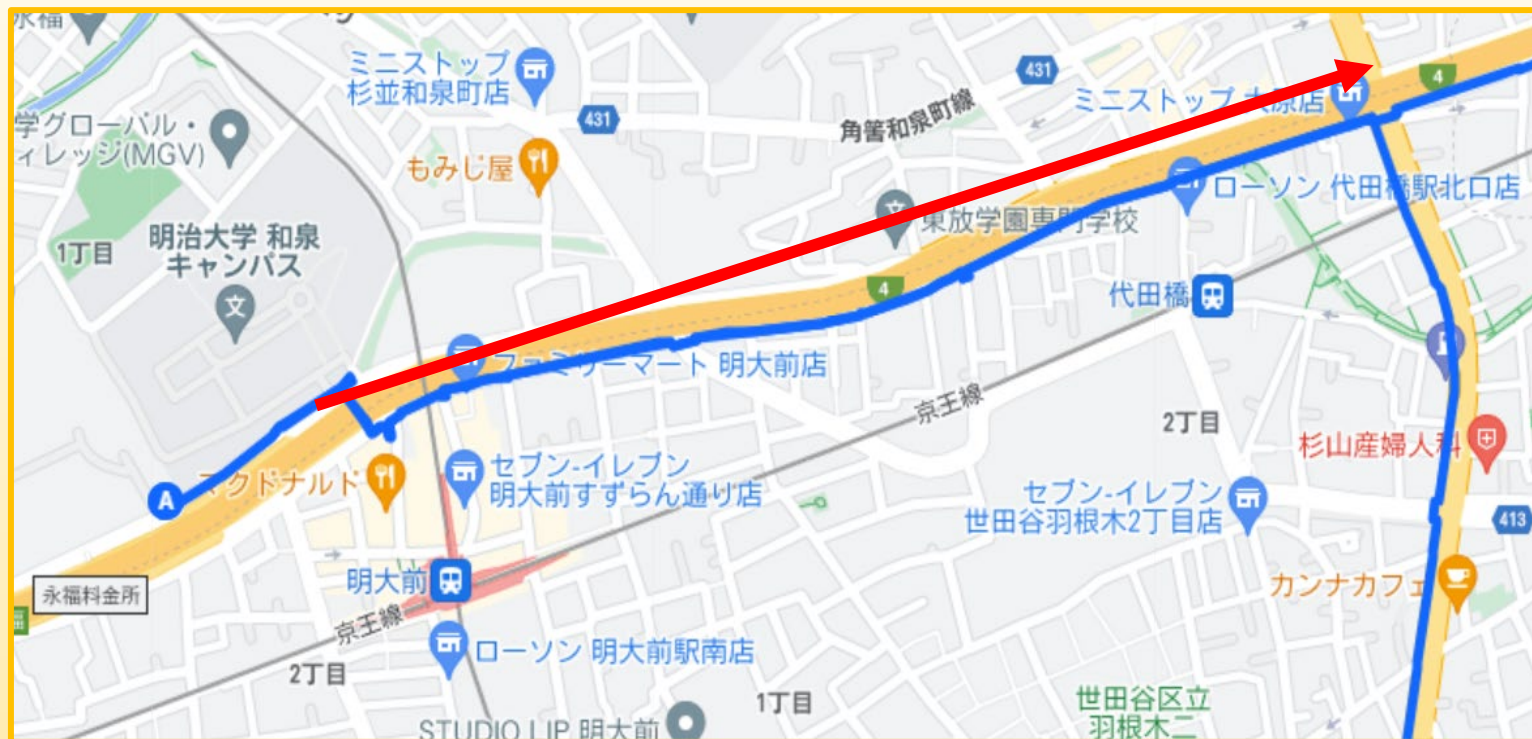 永福
ミニストップ
杉並和泉町店
431
4
学グローバル・
ィレッジ(MGV)
431
角筈和泉町線
ミニストップ 大原店
もみじ屋
ローソン 代田橋駅北口店
東放学園専門学校
1丁目
明治大学 和泉
キャンパス
4
代田橋
ファミリーマート 明大前店
京王線
2丁目
杉山産婦人科
A
マクドナルド
セブン-イレブン
明大前すずらん通り店
セブン-イレブン
世田谷羽根木2丁目店
413
明大前
カンナカフェ
永福料金所
福
京王線
ローソン 明大前駅南店
2丁目
1丁目
世田谷区立
羽根木二
STUDIO LIP 明大前